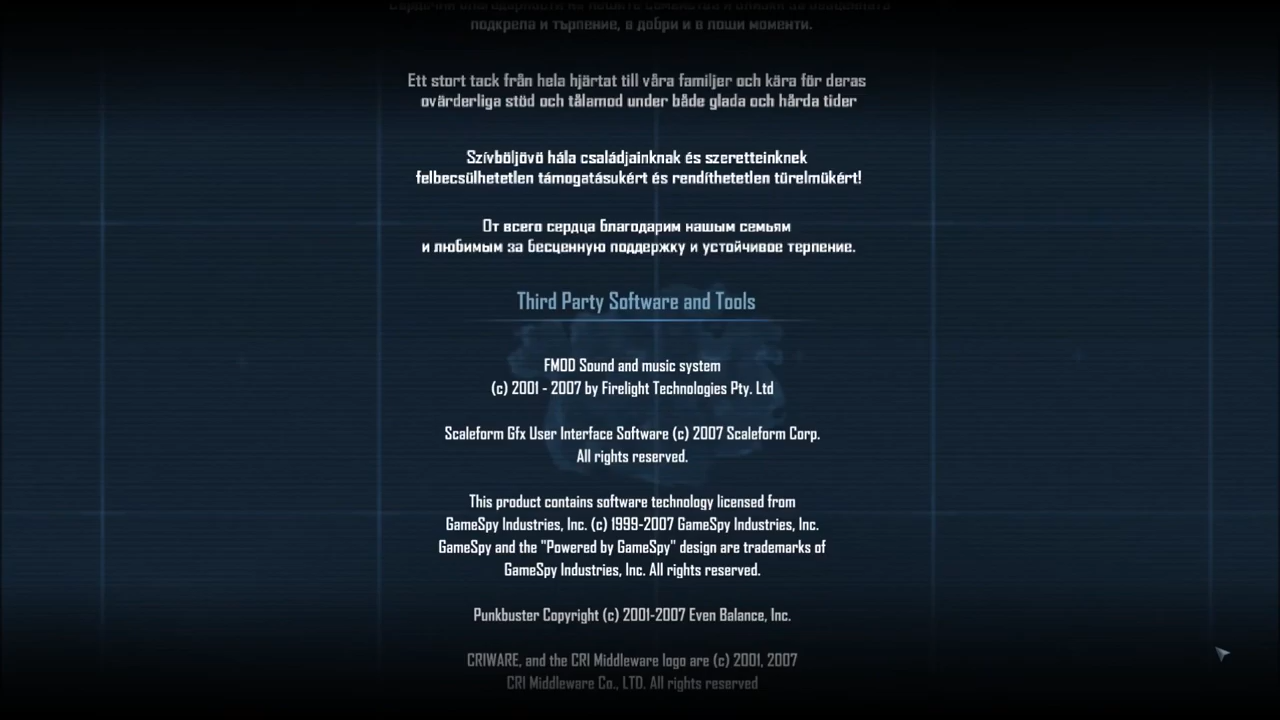 подкрепа и търпение, в добри и в лоши моменти.
Ett stort tack från hela hjärtat till våra familjer och kära för deras
ovärderliga stöd och tålamod under både glada och hårda tider
Szívböljövö hála családjainknak és szeretteinknek
felbecsülhetetlen támogatásukért és rendíthetetlen türelmükért!
От всего сердца благодарим нашым семьям
и любимым за бесценную поддержку и устойчивое терпение.
Third Party Software and Tools
FMOD Sound and music system
(c) 2001 - 2007 by Firelight Technologies Pty. Ltd
Scaleform Gfx User Interface Software (c) 2007 Scaleform Corp.
All rights reserved.
This product contains software technology licensed from
GameSpy Industries, Inc. (c) 1999-2007 GameSpy Industries, Inc.
GameSpy and the "Powered by GameSpy" design are trademarks of
GameSpy Industries, Inc. All rights reserved.
Punkbuster Copyright (c) 2001-2007 Even Balance, Inc.
CRIWARE, and the CRI Middleware logo are (c) 2001, 2007
CRI Middleware Co., LTD. All rights reserved